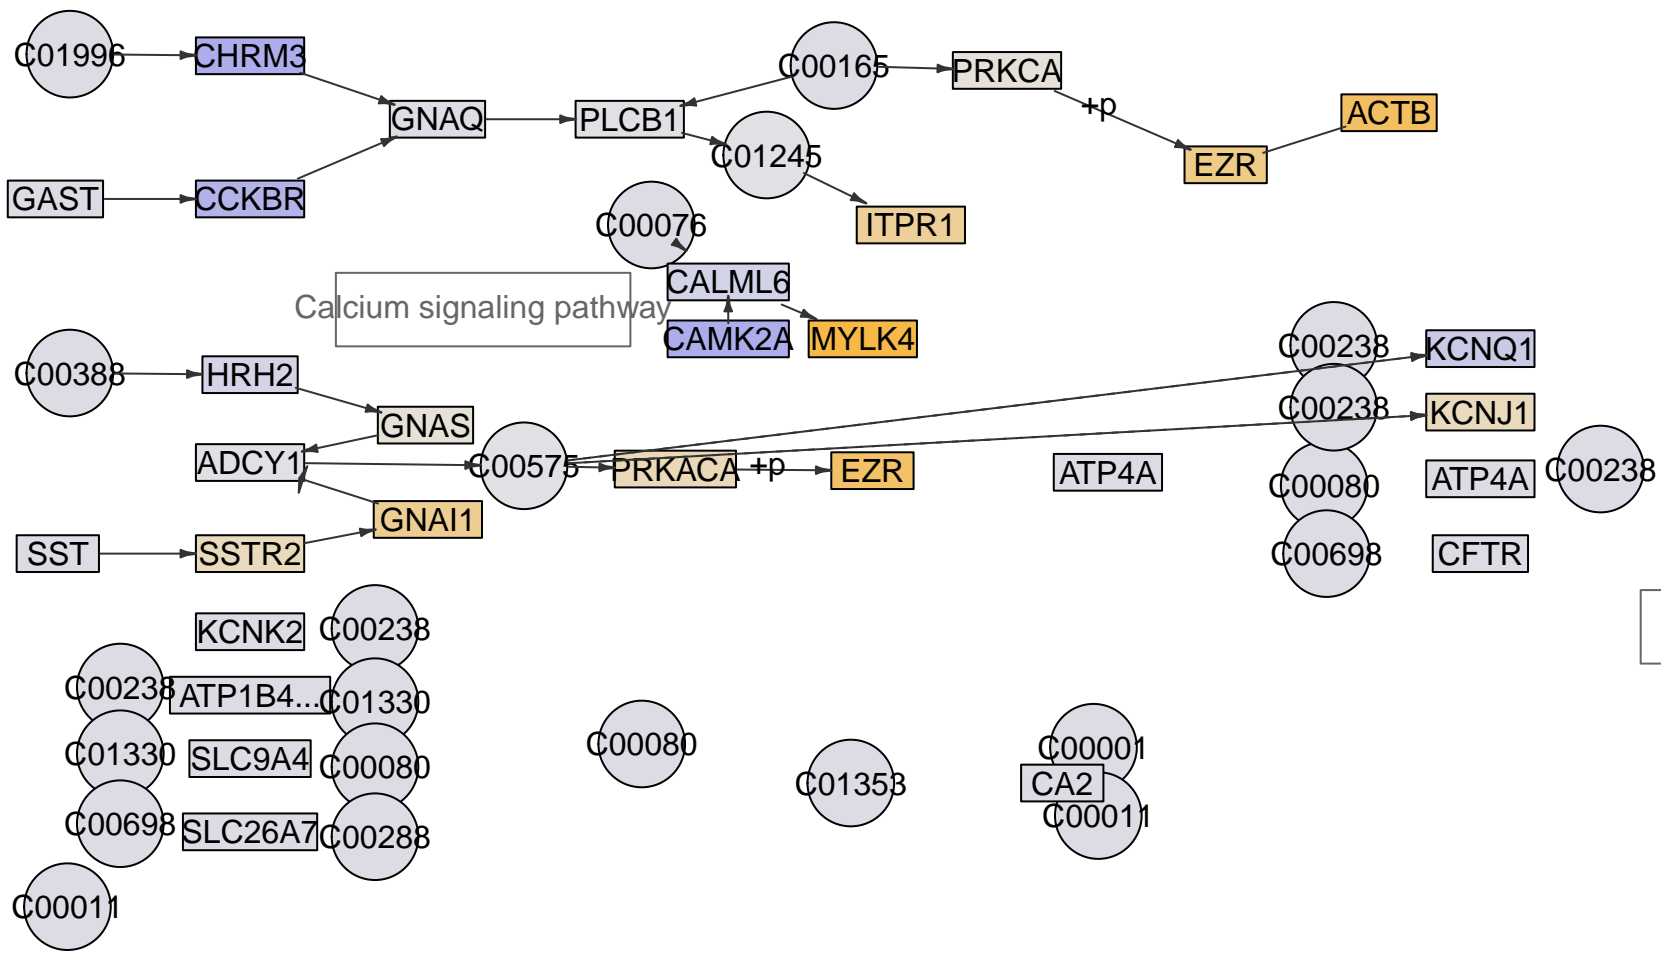 C01996
CHRM3
C00165
PRKCA
+p
ACTB
GNAQ
PLCB1
C01245
EZR
GAST
CCKBR
C00076
ITPR1
CALML6
Calcium signaling pathway
CAMK2A
MYLK4
C00238
KCNQ1
C00388
HRH2
C00238
KCNJ1
GNAS
ADCY1
C00575
PRKACA
+p
EZR
ATP4A
C00080
ATP4A
C00238
GNAI1
SST
SSTR2
C00698
CFTR
KCNK2
C00238
C00238
ATP1B4...
C01330
C01330
SLC9A4
C00080
C00080
C01353
C00001
CA2
C00011
C00698
SLC26A7
C00288
C00011